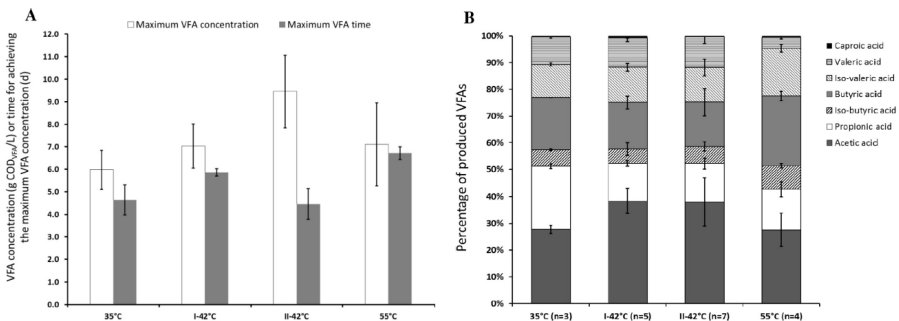 A
Maximum VFA concentration
Maximum VFA time
VFA concentration (g COD_VFA/L) or time for achieving
the maximum VFA concentration (d)
12.0
11.0
10.0
9.0
8.0
7.0
6.0
5.0
4.0
3.0
2.0
1.0
0.0
35°C
I-42°C
II-42°C
55°C
B
Percentage of produced VFAs
100%
90%
80%
70%
60%
50%
40%
30%
20%
10%
0%
35°C (n=3)
I-42°C (n=5)
II-42°C (n=7)
55°C (n=4)
Caproic acid
Valeric acid
Iso-valeric acid
Butyric acid
Iso-butyric acid
Propionic acid
Acetic acid